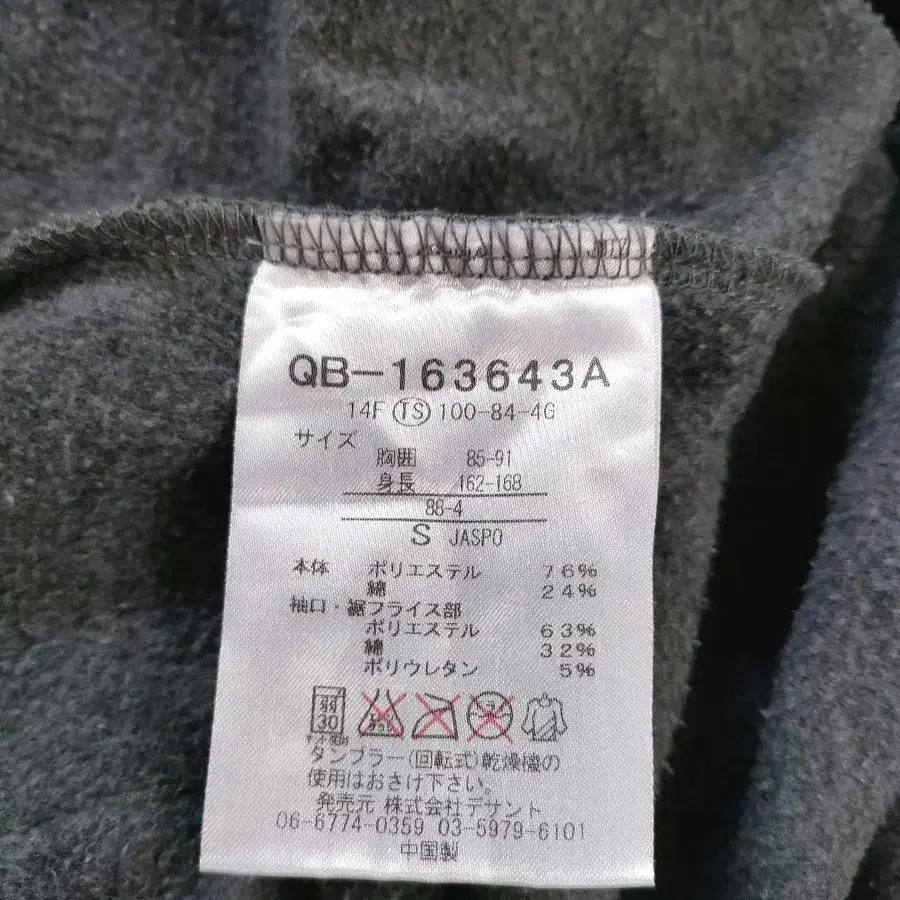 QB-163643A
14F TS 100-84-4G
サイズ
胸囲 85-91
身長 162-168
88-4
S JASPO
本体 ポリエステル 76%
綿 24%
袖口・裾フライス部
ポリエステル 63%
綿 32%
ポリウレタン 5%
弱
30
タンブラー(回転式)乾燥機の
使用はおさけ下さい。
発売元 株式会社デサント
06-6774-0359 03-5979-6101
中国製